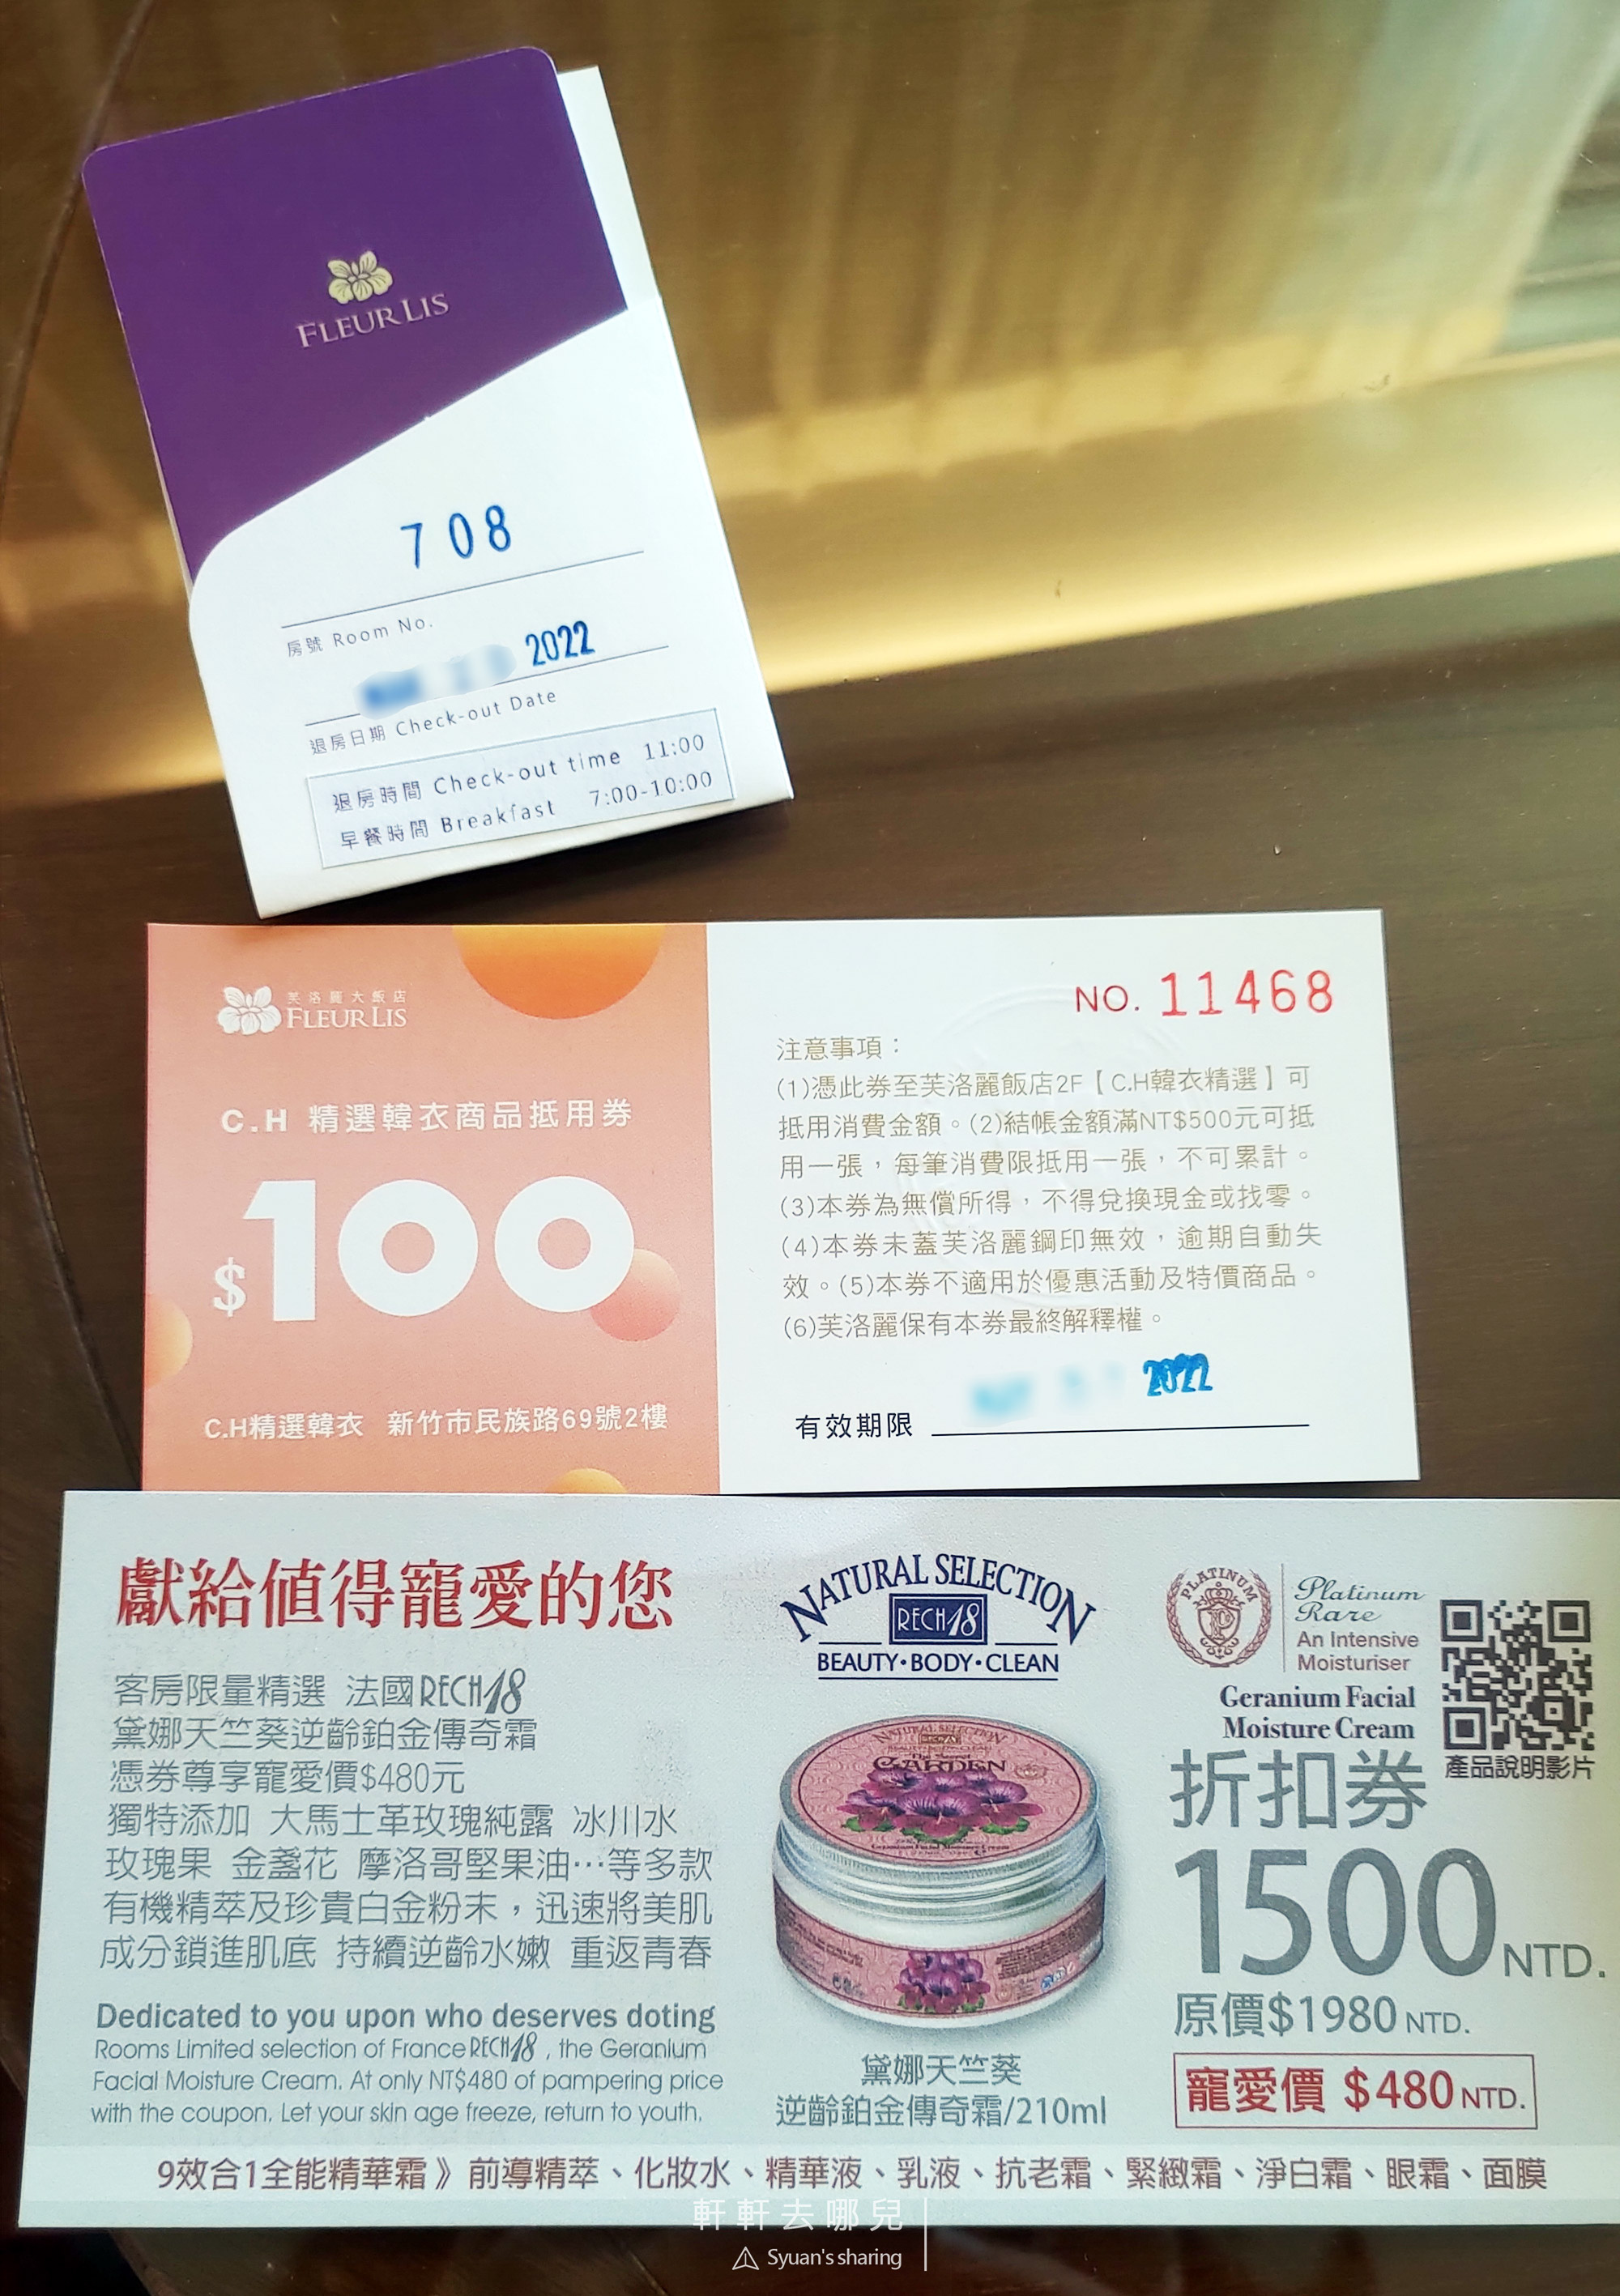 FLEUR LIS
708
房號 Room No.
2022
退房日期 Check-out Date
退房時間 Check-out time 11:00
早餐時間 Breakfast 7:00-10:00
芙洛麗大飯店
FLEUR LIS
C.H 精選韓衣商品抵用券
$100
C.H精選韓衣 新竹市民族路69號2樓
NO. 11468
注意事項：
(1)憑此券至芙洛麗飯店2F【C.H韓衣精選】可
抵用消費金額。(2)結帳金額滿NT$500元可抵
用一張，每筆消費限抵用一張，不可累計。
(3)本券為無償所得，不得兌換現金或找零。
(4)本券未蓋芙洛麗鋼印無效，逾期自動失
效。(5)本券不適用於優惠活動及特價商品。
(6)芙洛麗保有本券最終解釋權。
2022
有效期限
獻給值得寵愛的您
客房限量精選 法國RECH18
黛娜天竺葵逆齡鉑金傳奇霜
憑券尊享寵愛價$480元
獨特添加 大馬士革玫瑰純露 冰川水
玫瑰果 金盞花 摩洛哥堅果油…等多款
有機精萃及珍貴白金粉末，迅速將美肌
成分鎖進肌底 持續逆齡水嫩 重返青春
Dedicated to you upon who deserves doting
Rooms Limited selection of France RECH18 , the Geranium
Facial Moisture Cream. At only NT$480 of pampering price
with the coupon. Let your skin age freeze, return to youth.
NATURAL SELECTION
RECH18
BEAUTY·BODY·CLEAN
NATURAL SELECTION
The Secret
GARDEN
Geranium Facial Moisture Cream
黛娜天竺葵
逆齡鉑金傳奇霜/210ml
PLATINUM
P
Platinum
Rare
An Intensive
Moisturiser
Geranium Facial
Moisture Cream
產品說明影片
折扣券
1500 NTD.
原價$1980 NTD.
寵愛價 $480 NTD.
9效合1全能精華霜》前導精萃、化妝水、精華液、乳液、抗老霜、緊緻霜、淨白霜、眼霜、面膜
軒軒去哪兒
Syuan's sharing